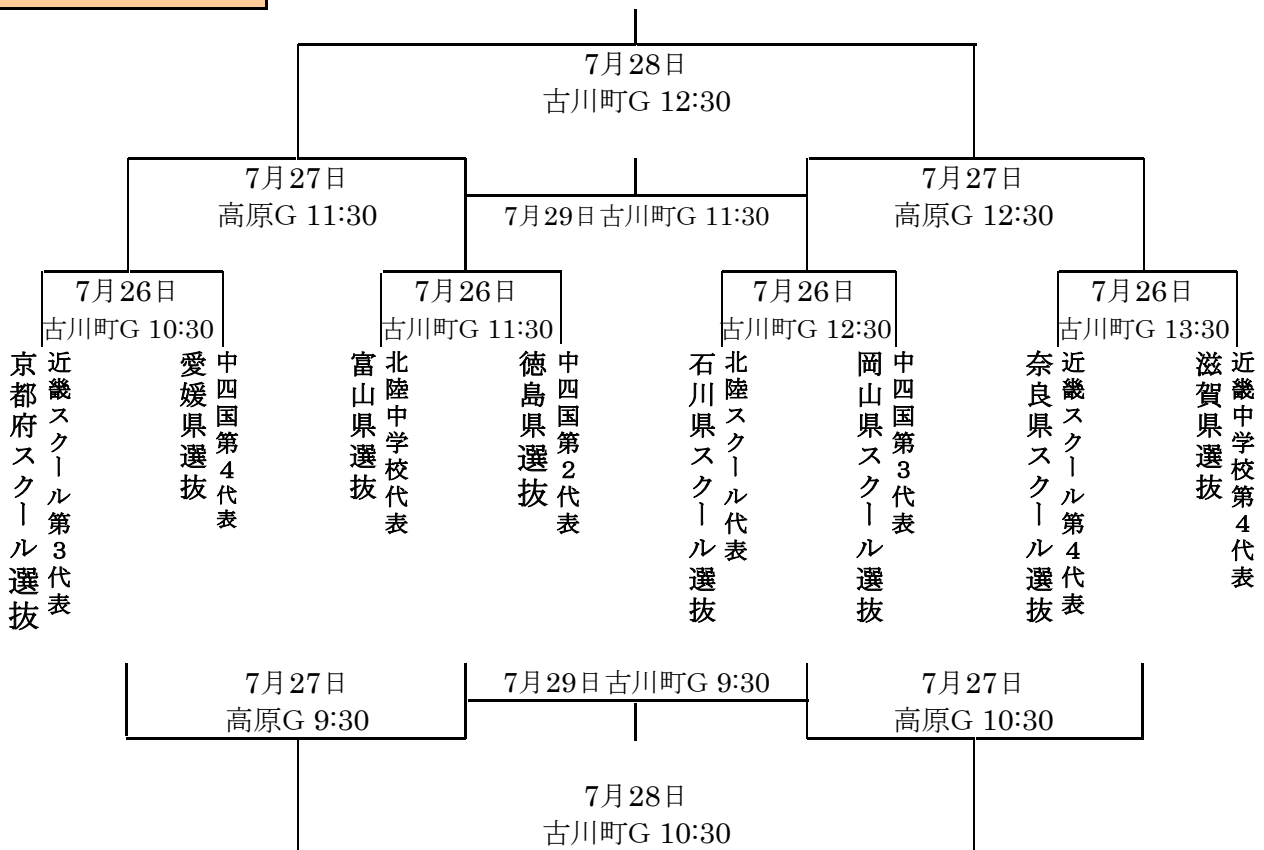 7月28日
古川町G 12:30
7月27日
高原G 11:30
7月29日古川町G 11:30
7月27日
高原G 12:30
7月26日
古川町G 10:30
7月26日
古川町G 11:30
7月26日
古川町G 12:30
7月26日
古川町G 13:30
京都府スクール選抜
近畿スクール第3代表
愛媛県選抜
中四国第4代表
富山県選抜
北陸中学校代表
徳島県選抜
中四国第2代表
石川県スクール選抜
北陸スクール代表
岡山県スクール選抜
中四国第3代表
奈良県スクール選抜
近畿スクール第4代表
滋賀県選抜
近畿中学校第4代表
7月27日
高原G 9:30
7月29日古川町G 9:30
7月27日
高原G 10:30
7月28日
古川町G 10:30